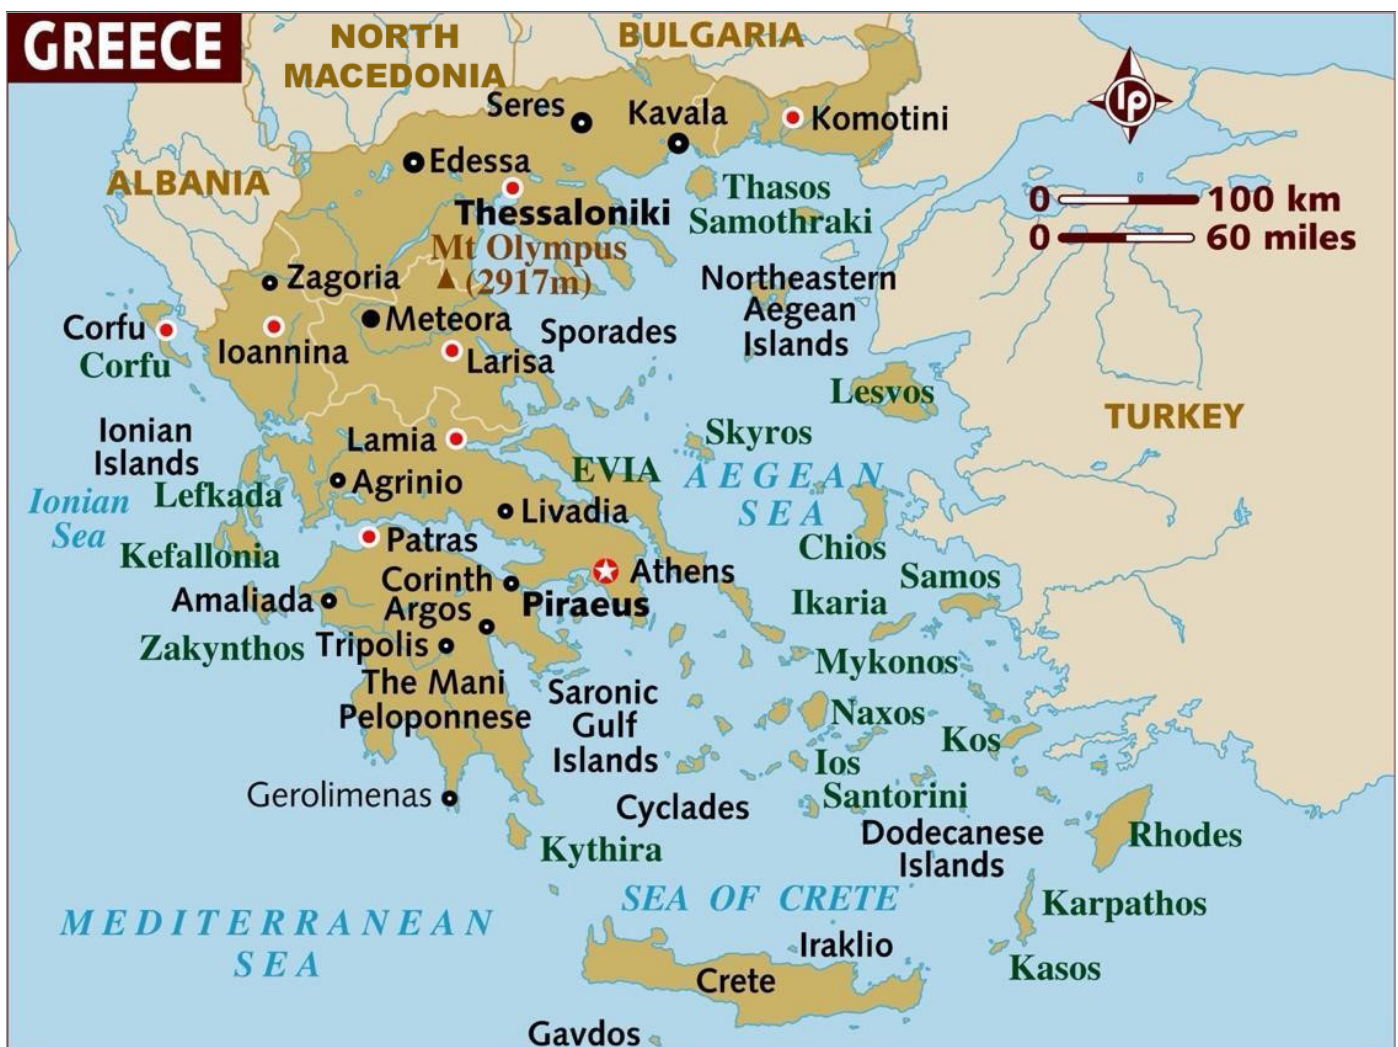 GREECE
NORTH
MACEDONIA
BULGARIA
lp
Seres
Kavala
Komotini
Edessa
ALBANIA
Thasos
0 100 km
Thessaloniki
Samothraki
0 60 miles
Mt Olympus
(2917m)
Zagoria
Northeastern
Aegean
Islands
Corfu
Meteora
Sporades
Ioannina
Larisa
Corfu
Lesvos
TURKEY
Ionian
Islands
Lamia
Skyros
EVIA
AEGEAN
SEA
Agrinio
Ionian
Sea
Lefkada
Livadia
Patras
Chios
Kefallonia
Athens
Samos
Corinth
Amaliada
Argos
Piraeus
Ikaria
Zakynthos
Tripolis
Mykonos
The Mani
Peloponnese
Saronic
Gulf
Islands
Naxos
Kos
Ios
Gerolimenas
Santorini
Cyclades
Dodecanese
Islands
Rhodes
Kythira
SEA OF CRETE
Karpathos
MEDITERRANEAN
SEA
Iraklio
Kasos
Crete
Gavdos